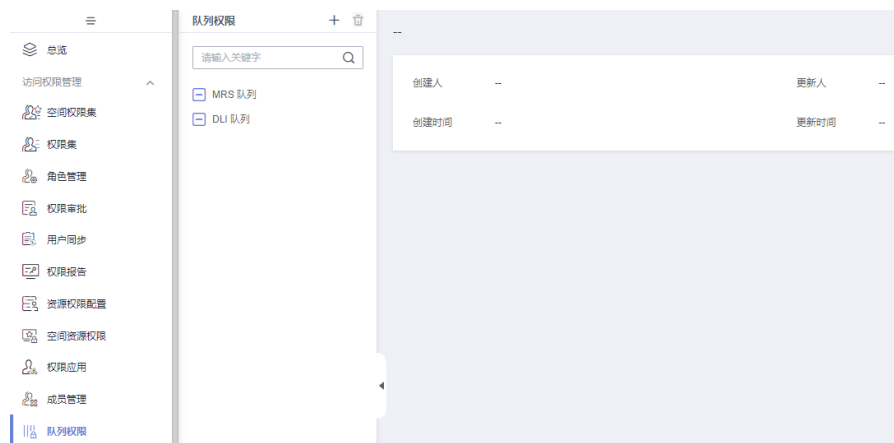 总览
访问权限管理
空间权限集
权限集
角色管理
权限审批
用户同步
权限报告
资源权限配置
空间资源权限
权限应用
成员管理
队列权限
队列权限
请输入关键字
MRS 队列
DLI 队列
--
创建人 -- 更新人 --
创建时间 -- 更新时间 --